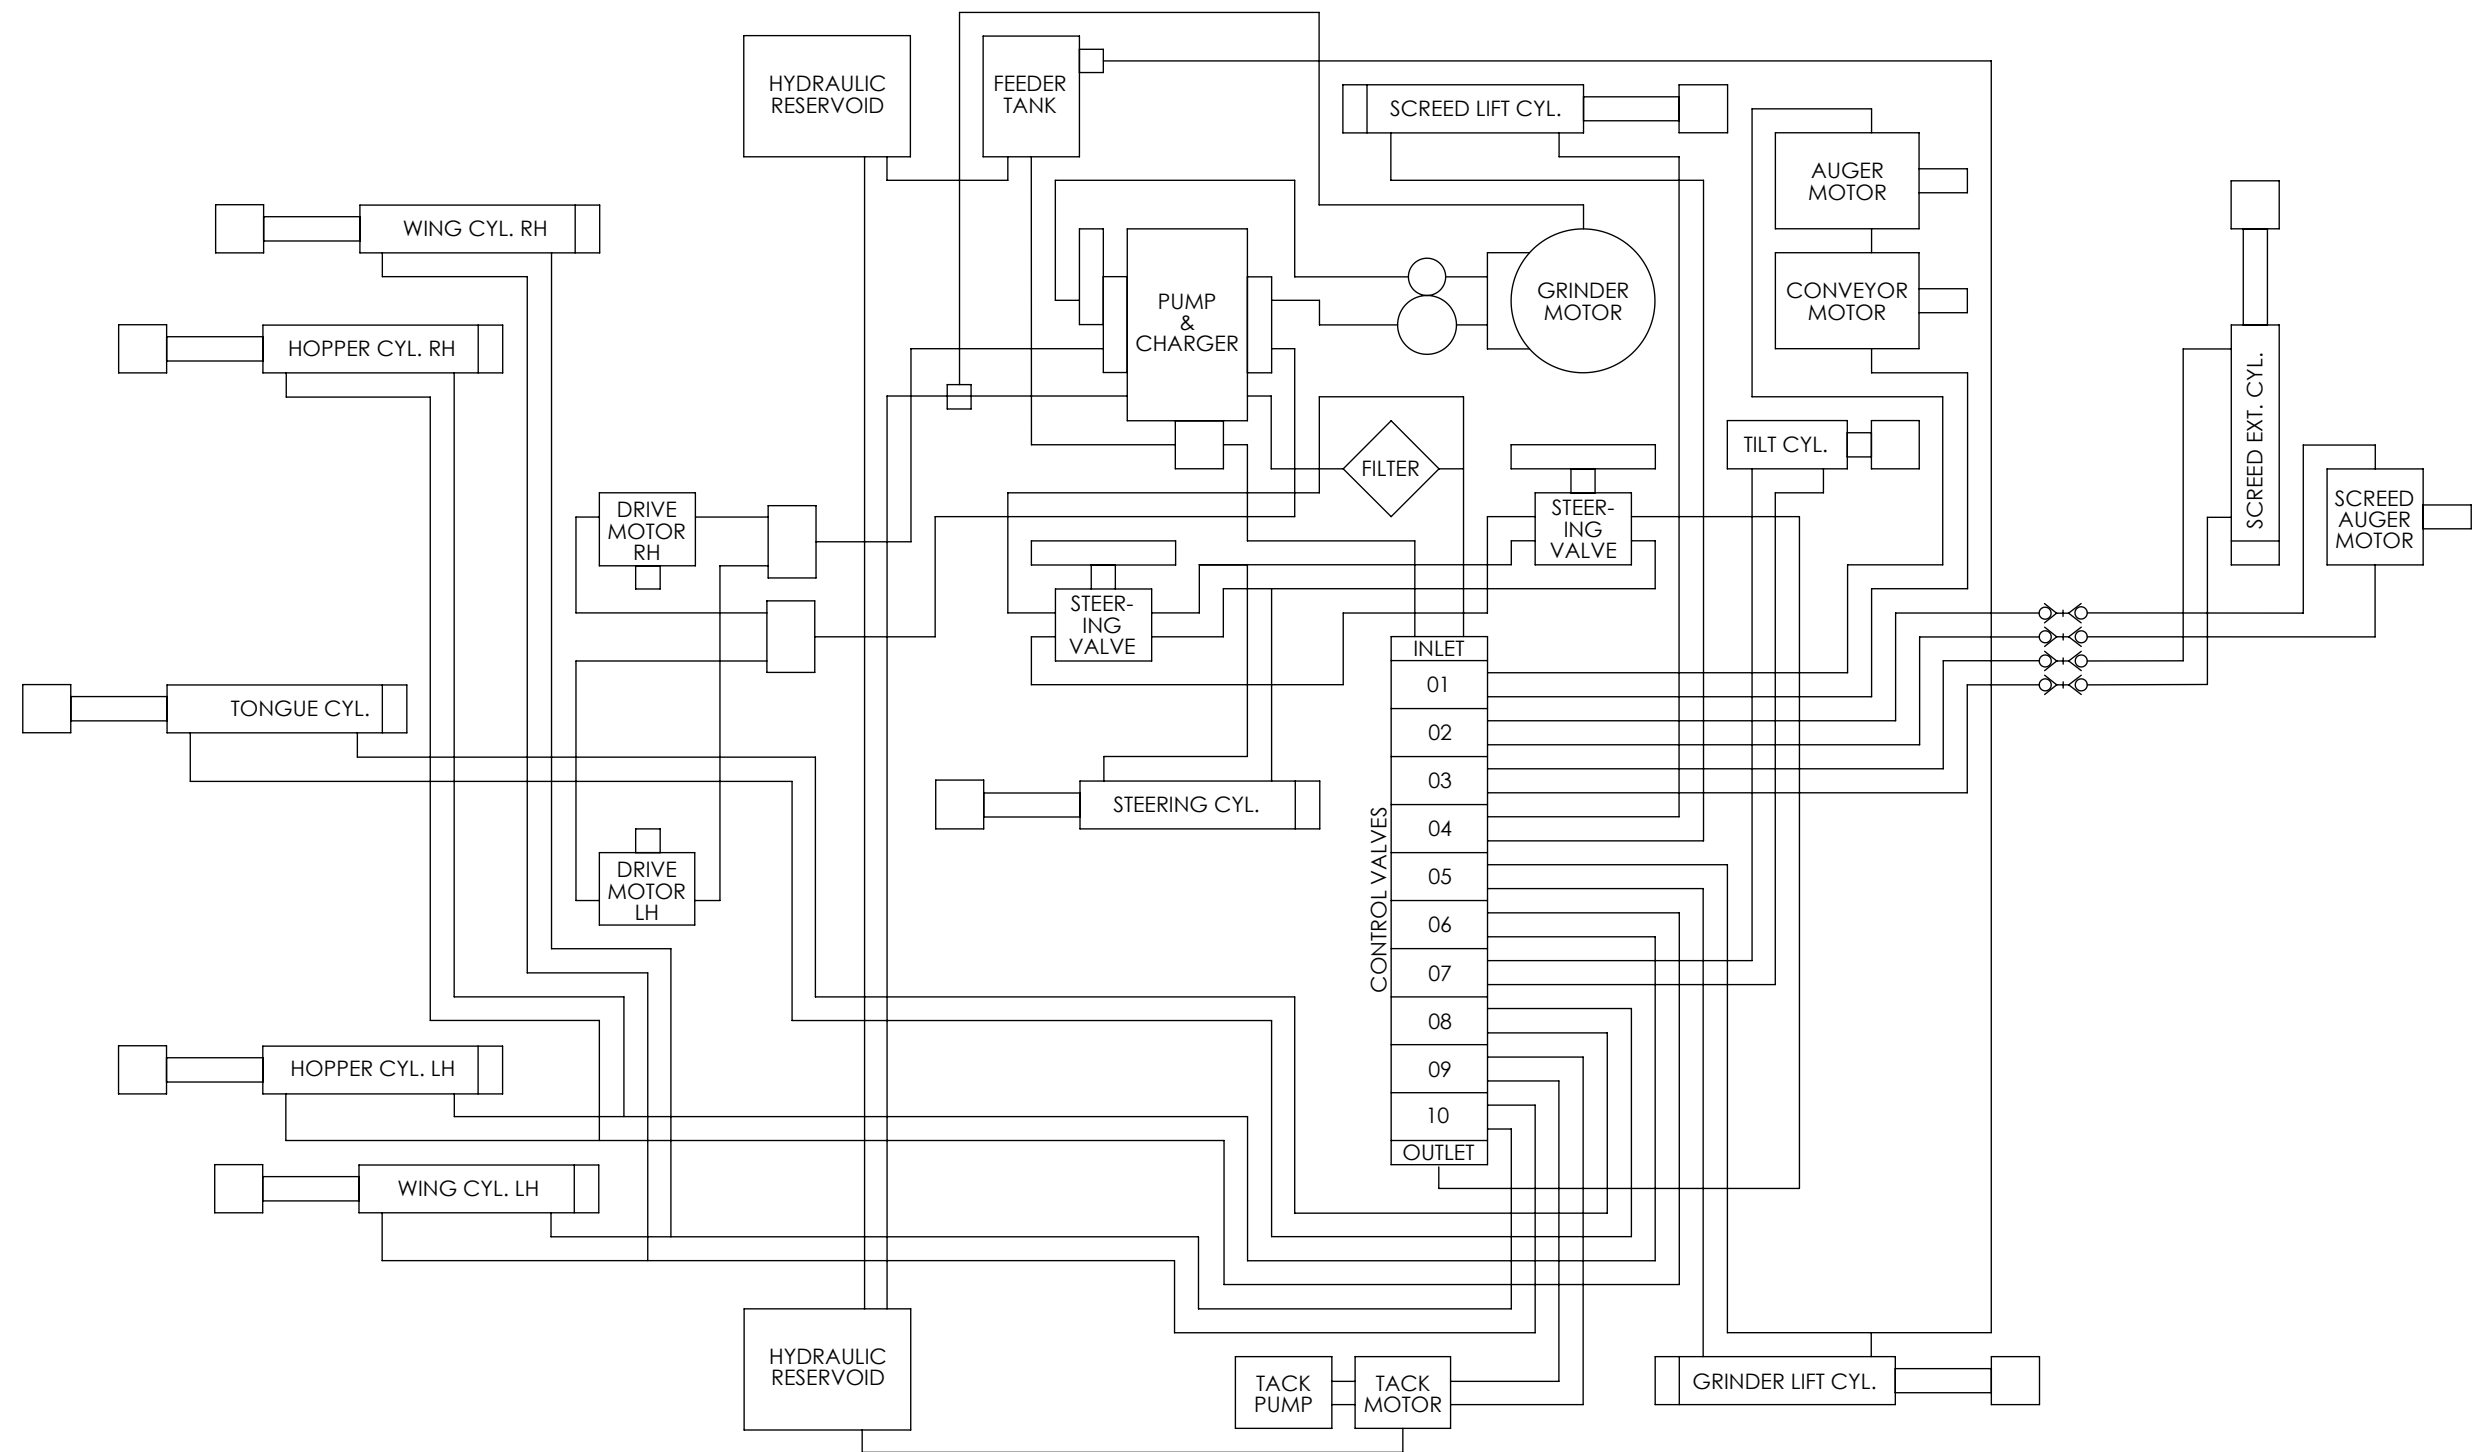 HYDRAULIC
RESERVOID
FEEDER
TANK
SCREED LIFT CYL.
AUGER
MOTOR
WING CYL. RH
PUMP
&
CHARGER
GRINDER
MOTOR
CONVEYOR
MOTOR
HOPPER CYL. RH
SCREED EXT. CYL.
TILT CYL.
FILTER
DRIVE
MOTOR
RH
STEER-
ING
VALVE
SCREED
AUGER
MOTOR
STEER-
ING
VALVE
INLET
01
02
03
04
05
06
07
08
09
10
OUTLET
CONTROL VALVES
TONGUE CYL.
STEERING CYL.
DRIVE
MOTOR
LH
HOPPER CYL. LH
WING CYL. LH
HYDRAULIC
RESERVOID
TACK
PUMP
TACK
MOTOR
GRINDER LIFT CYL.